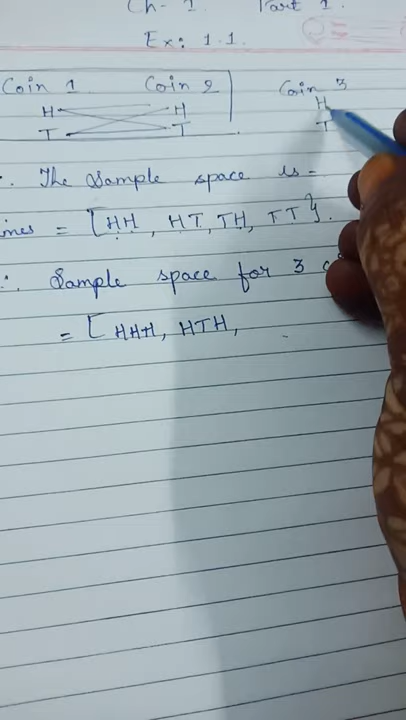 Ch- 1 Part 1.
Ex: 1.1.
Coin 1. Coin 2 Coin 3
H H H
T T T
The Sample space is -
= [HH, HT, TH, TT}.
∴ Sample space for 3
= [HHH, HTH,